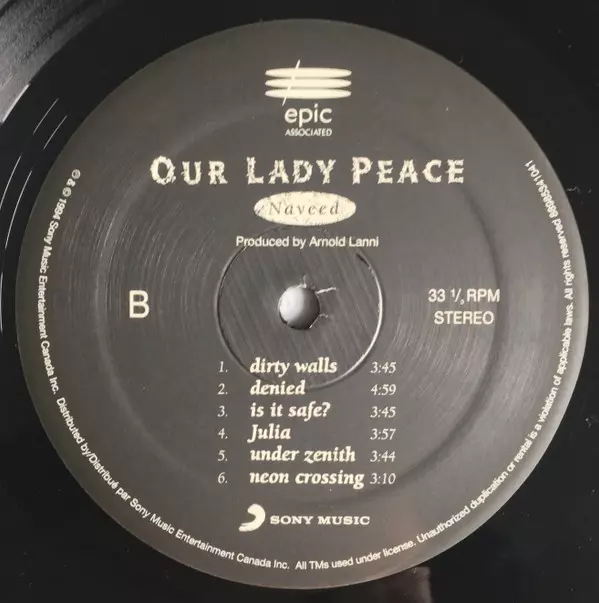 epic
ASSOCIATED
OUR LADY PEACE
Naveed
Produced by Arnold Lanni
B
33 1/3 RPM
STEREO
1. dirty walls 3:45
2. denied 4:59
3. is it safe? 3:45
4. Julia 3:57
5. under zenith 3:44
6. neon crossing 3:10
SONY MUSIC
℗ & © 1994 Sony Music Entertainment Canada Inc. Distributed by/Distribué par Sony Music Entertainment Canada Inc. All TMs used under license. Unauthorized duplication or rental is a violation of applicable laws. All rights reserved 88985341041